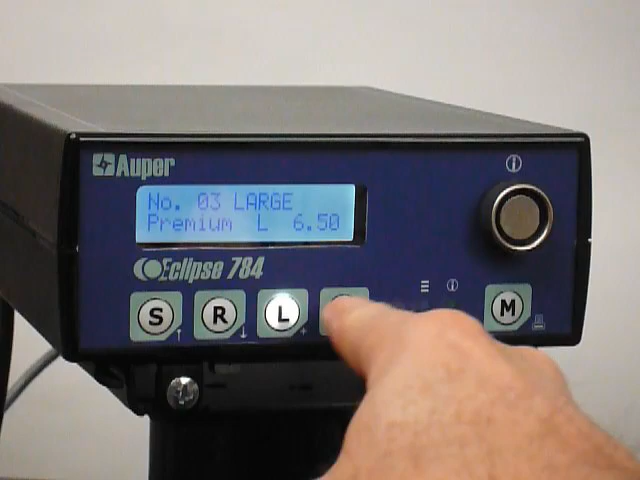 Auper
No. 03 LARGE
Premium L 6.50
Eclipse 784
S R L M